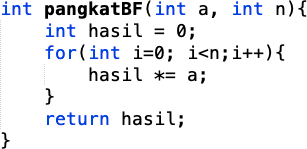 int pangkatBF(int a, int n){
    int hasil = 0;
    for(int i=0; i<n;i++){
        hasil *= a;
    }
    return hasil;
}